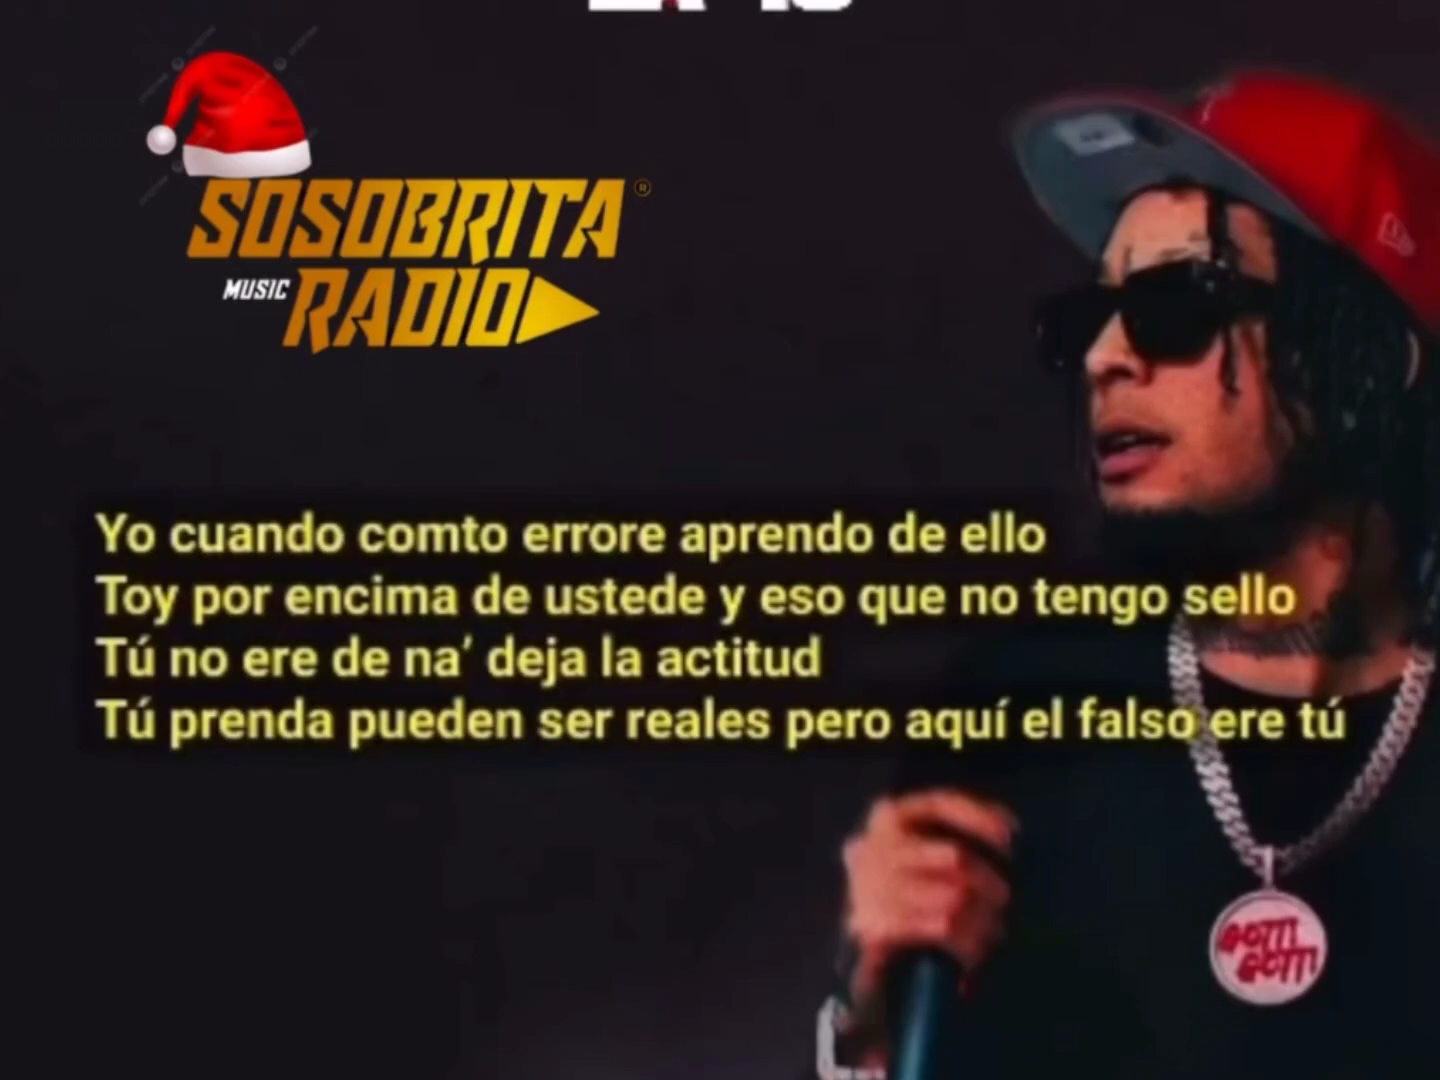 SOSOBRITA ®
MUSIC RADIO
Yo cuando comto errore aprendo de ello
Toy por encima de ustede y eso que no tengo sello
Tú no ere de na’ deja la actitud
Tú prenda pueden ser reales pero aquí el falso ere tú
GOTTI
GOTTI